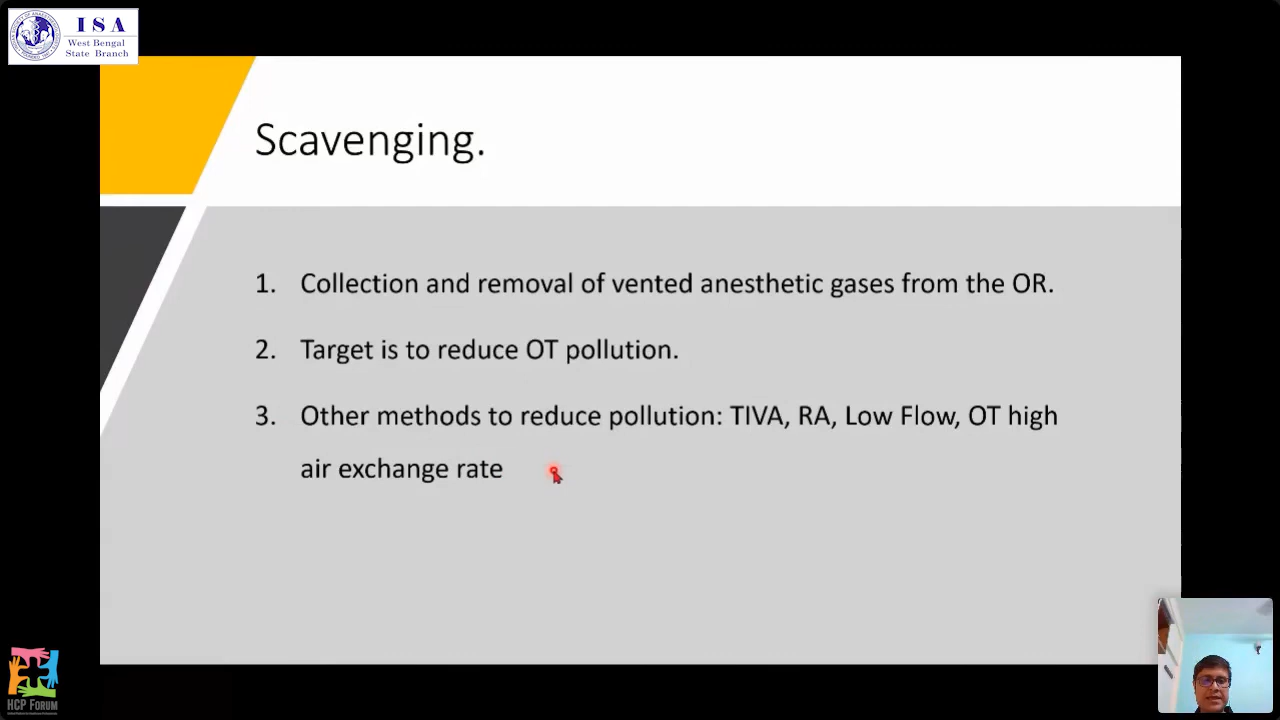 I S A
West Bengal
State Branch
Scavenging.
1. Collection and removal of vented anesthetic gases from the OR.
2. Target is to reduce OT pollution.
3. Other methods to reduce pollution: TIVA, RA, Low Flow, OT high
air exchange rate
HCP FORUM